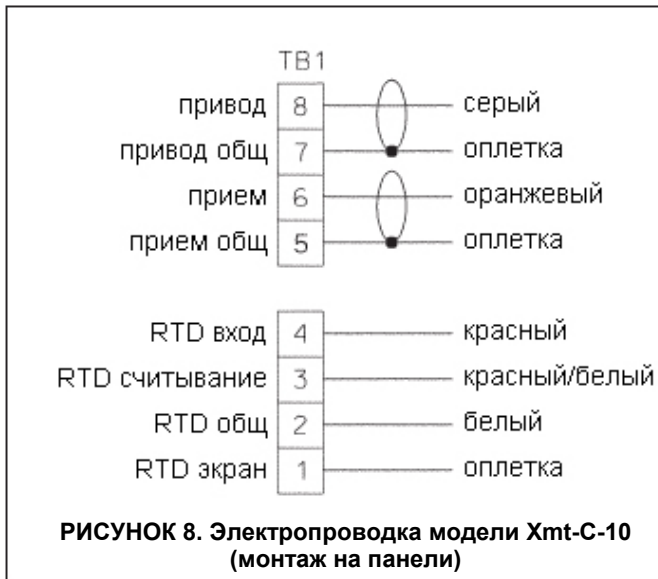 TB1
привод 8 серый
привод общ 7 оплетка
прием 6 оранжевый
прием общ 5 оплетка
RTD вход 4 красный
RTD считывание 3 красный/белый
RTD общ 2 белый
RTD экран 1 оплетка
РИСУНОК 8. Электропроводка модели Xmt-C-10
(монтаж на панели)